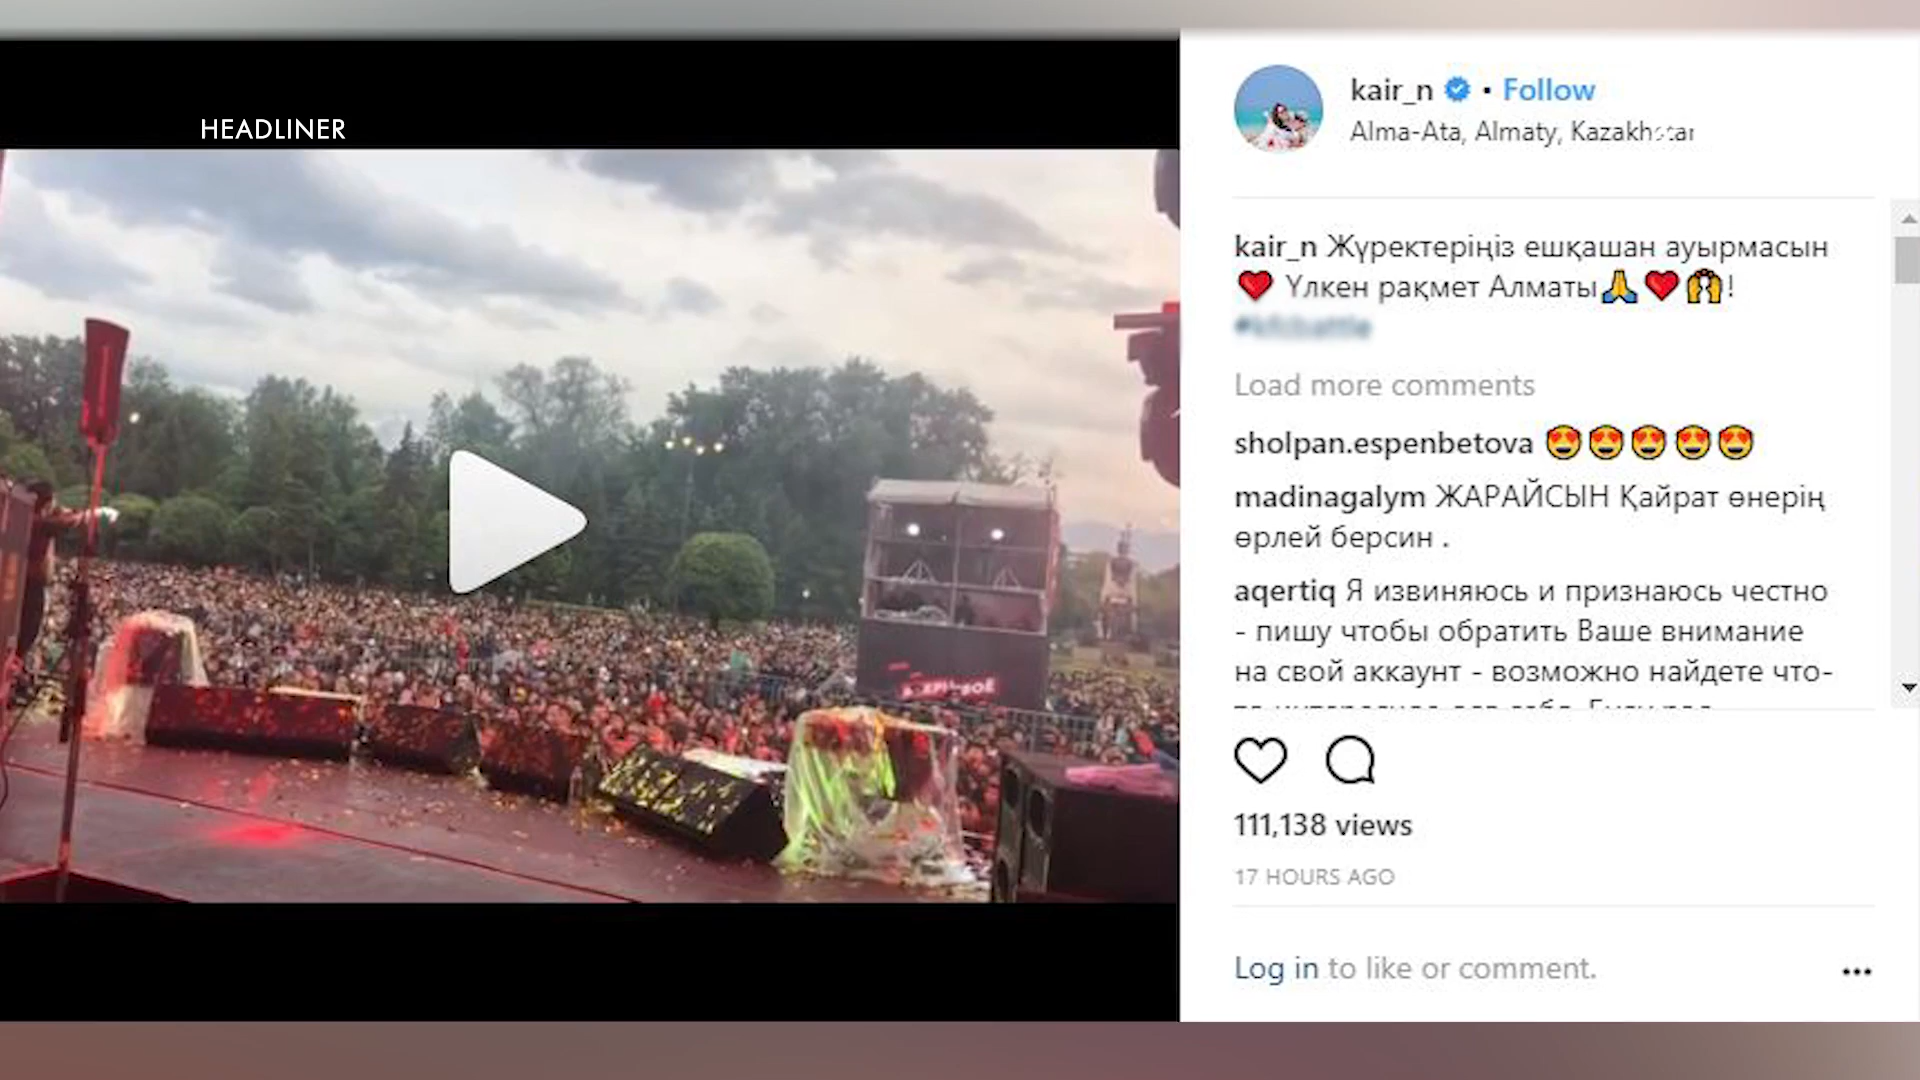 HEADLINER
kair_n • Follow
Alma-Ata, Almaty, Kazakhstan
kair_n Жүректеріңіз ешқашан ауырмасын
❤️ Үлкен рақмет Алматы🙏❤️🙌!
Load more comments
sholpan.espenbetova 😍😍😍😍😍
madinagalym ЖАРАЙСЫН Қайрат өнерің
өрлей берсин .
aqertiq Я извиняюсь и признаюсь честно
- пишу чтобы обратить Ваше внимание
на свой аккаунт - возможно найдете что-
111,138 views
17 HOURS AGO
Log in to like or comment.